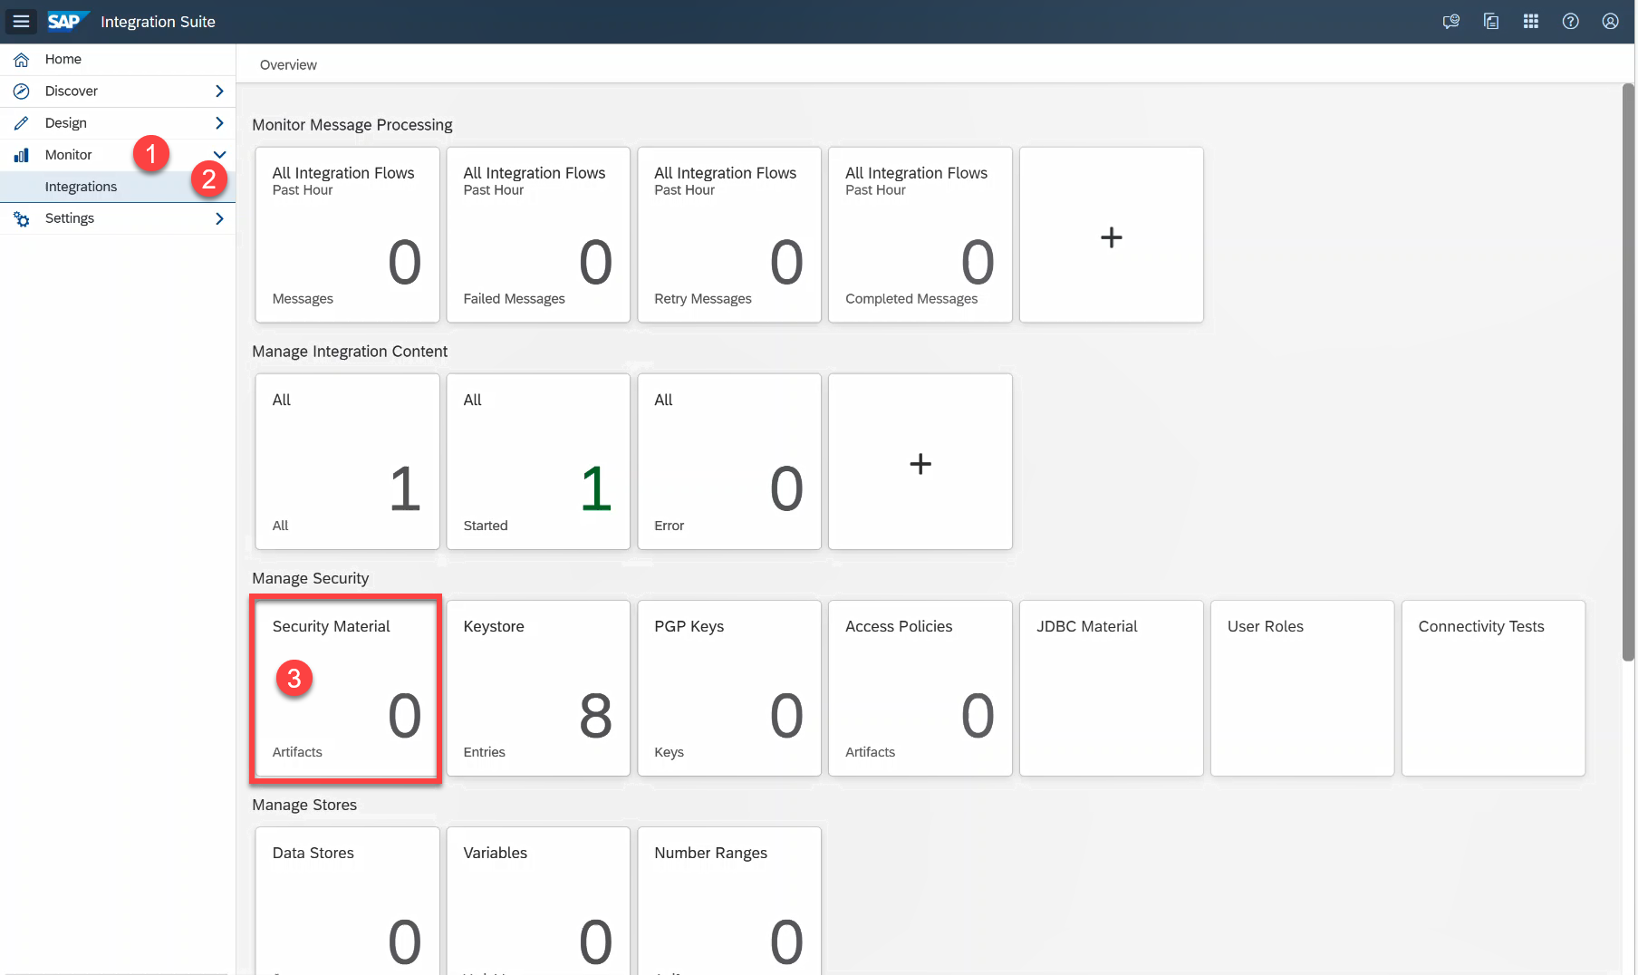 SAP Integration Suite
Home
Discover
Design
Monitor 1
Integrations 2
Settings
Overview
Monitor Message Processing
All Integration Flows
Past Hour
0
Messages
All Integration Flows
Past Hour
0
Failed Messages
All Integration Flows
Past Hour
0
Retry Messages
All Integration Flows
Past Hour
0
Completed Messages
+
Manage Integration Content
All
1
All
All
1
Started
All
0
Error
+
Manage Security
Security Material
3
0
Artifacts
Keystore
8
Entries
PGP Keys
0
Keys
Access Policies
0
Artifacts
JDBC Material
User Roles
Connectivity Tests
Manage Stores
Data Stores
0
Variables
0
Number Ranges
0